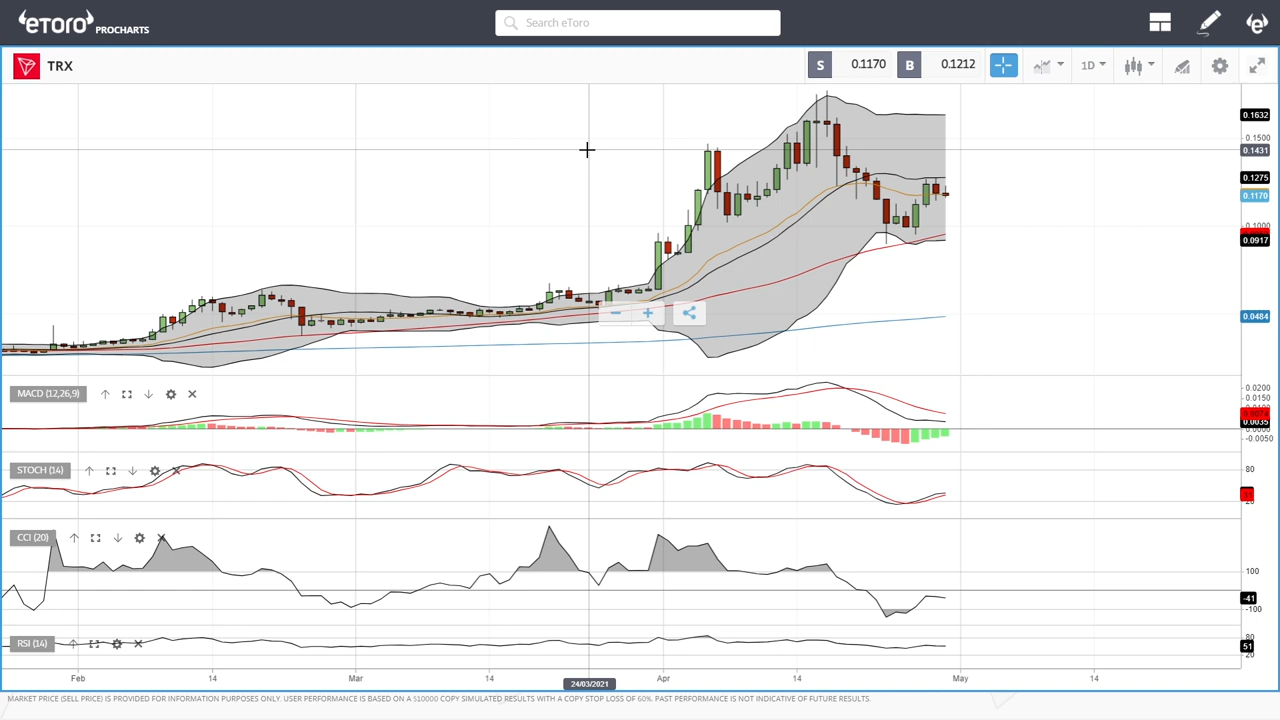 eToro PROCHARTS
Search eToro
TRX
S 0.1170 B 0.1212
1D
0.1632
0.1500
0.1431
0.1275
0.1170
0.1000
0.0917
0.0484
MACD (12,26,9)
0.0200
0.0150
0.0074
0.0035
-0.0050
STOCH (14)
80
CCI (20)
100
-41
-100
RSI (14)
80
51
20
Feb 14 Mar 14 24/03/2021 Apr 14 May 14
MARKET PRICE (SELL PRICE) IS PROVIDED FOR INFORMATION PURPOSES ONLY. USER PERFORMANCE IS BASED ON A $10000 COPY SIMULATED RESULTS WITH A COPY STOP LOSS OF 60%. PAST PERFORMANCE IS NOT INDICATIVE OF FUTURE RESULTS.